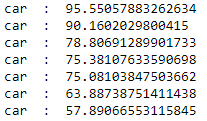 car  :  95.55057883262634
car  :  90.1602029800415
car  :  78.80691289901733
car  :  75.38107633590698
car  :  75.08103847503662
car  :  63.88738751411438
car  :  57.89066553115845